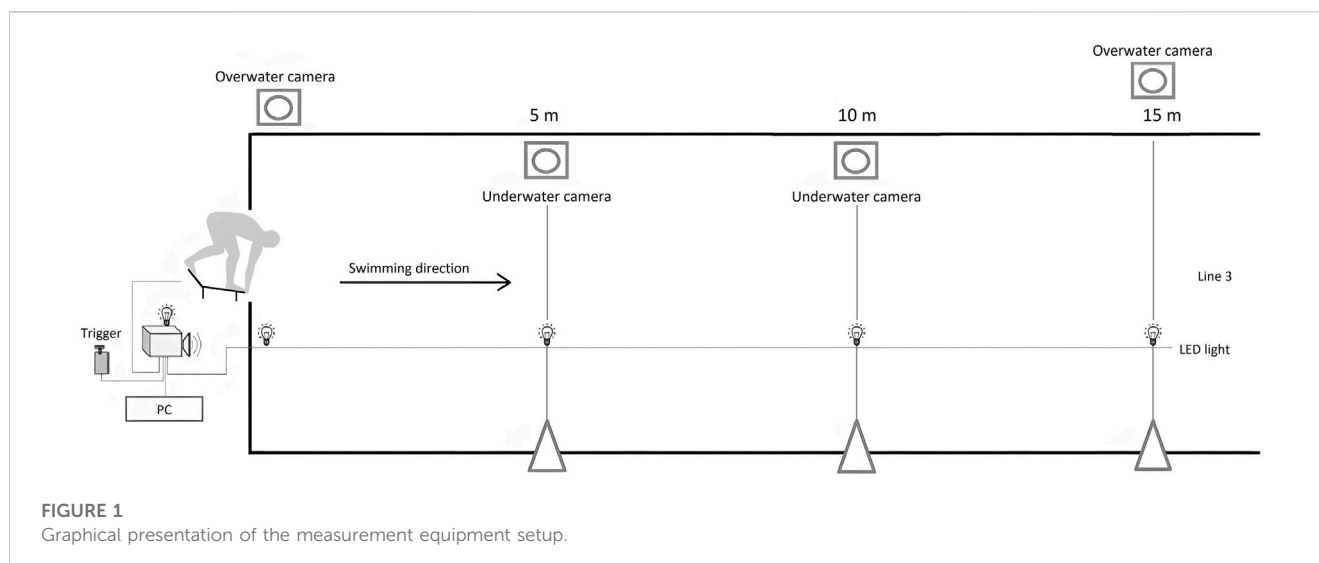 Overwater camera
Overwater camera
5 m
10 m
15 m
Underwater camera
Underwater camera
Swimming direction
Line 3
Trigger
LED light
PC
FIGURE 1
Graphical presentation of the measurement equipment setup.